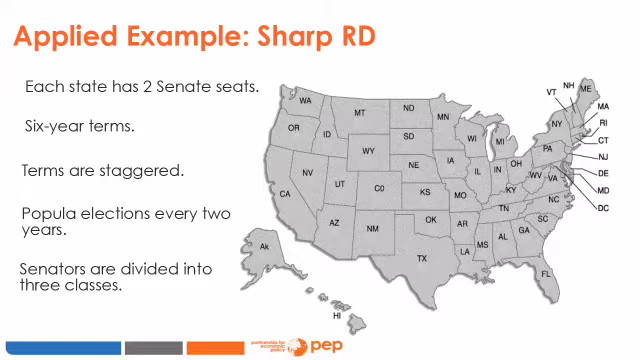 Applied Example: Sharp RD
Each state has 2 Senate seats.
Six-year terms.
Terms are staggered.
Popula elections every two
years.
Senators are divided into
three classes.
WA
OR
CA
NV
ID
MT
WY
UT
AZ
CO
NM
ND
SD
NE
KS
OK
TX
MN
IA
MO
AR
LA
WI
IL
MI
IN
OH
KY
TN
MS
AL
GA
FL
SC
NC
VA
WV
PA
NY
VT
NH
ME
MA
RI
CT
NJ
DE
MD
DC
Ak
HI
partnership for
economic
policy
pep